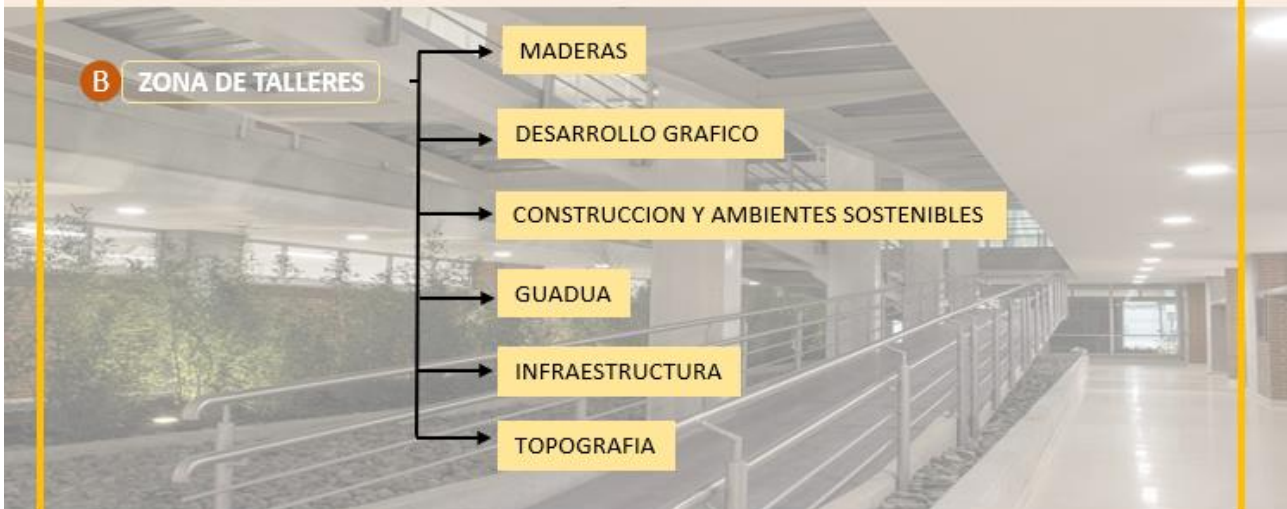 B ZONA DE TALLERES
MADERAS
DESARROLLO GRAFICO
CONSTRUCCION Y AMBIENTES SOSTENIBLES
GUADUA
INFRAESTRUCTURA
TOPOGRAFIA